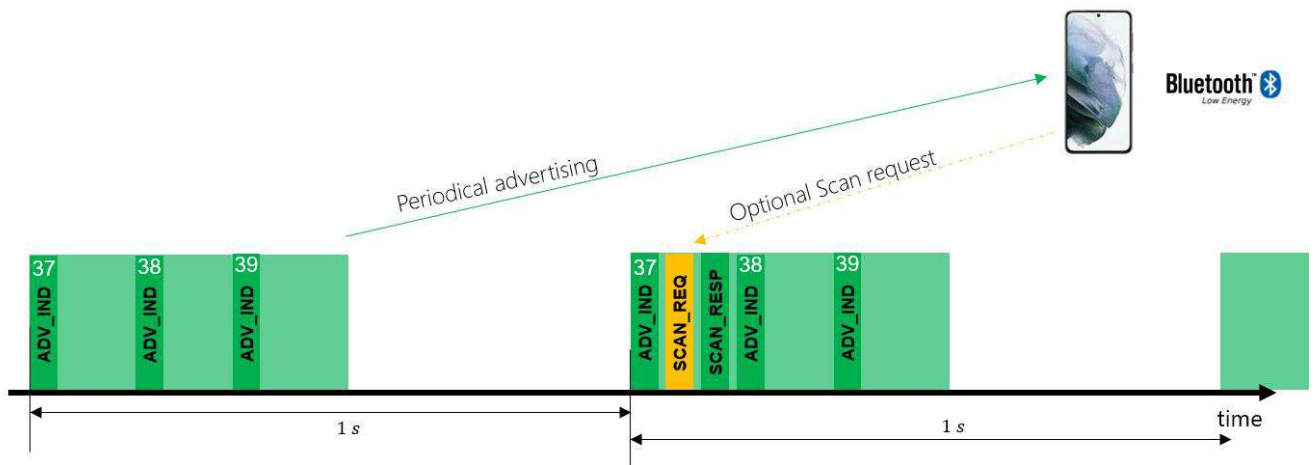 Bluetooth™
Low Energy
Periodical advertising
Optional Scan request
37
ADV_IND
38
ADV_IND
39
ADV_IND
37
ADV_IND
SCAN_REQ
SCAN_RESP
38
ADV_IND
39
ADV_IND
time
1 s
1 s